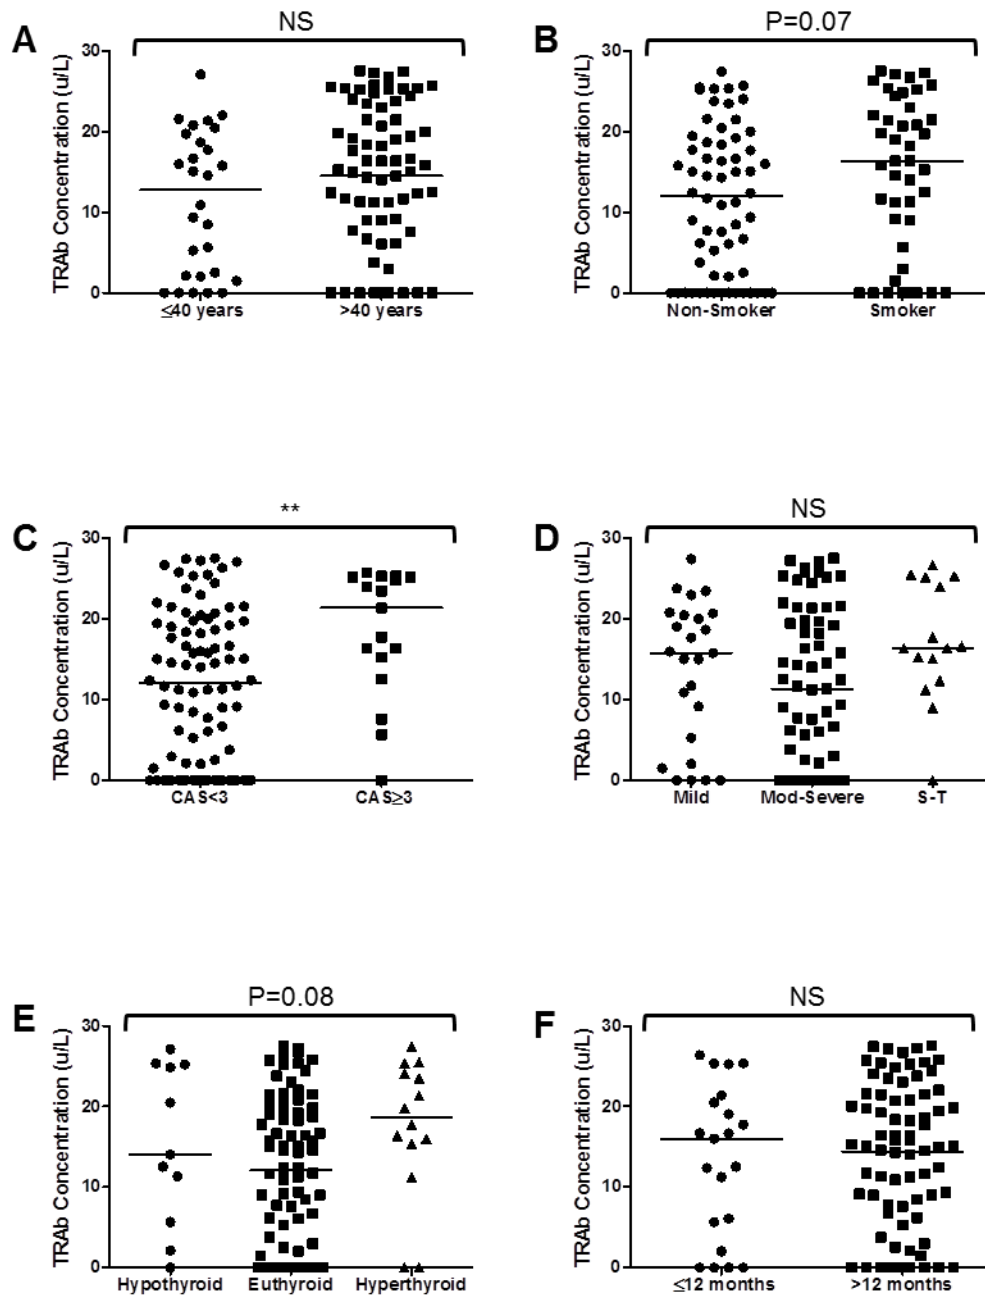 A
NS
TRAb Concentration (u/L)
30
20
10
0
≤40 years
>40 years
B
P=0.07
TRAb Concentration (u/L)
30
20
10
0
Non-Smoker
Smoker
C
**
TRAb Concentration (u/L)
30
20
10
0
CAS<3
CAS≥3
D
NS
TRAb Concentration (u/L)
30
20
10
0
Mild
Mod-Severe
S-T
E
P=0.08
TRAb Concentration (u/L)
30
20
10
0
Hypothyroid
Euthyroid
Hyperthyroid
F
NS
TRAb Concentration (u/L)
30
20
10
0
≤12 months
>12 months